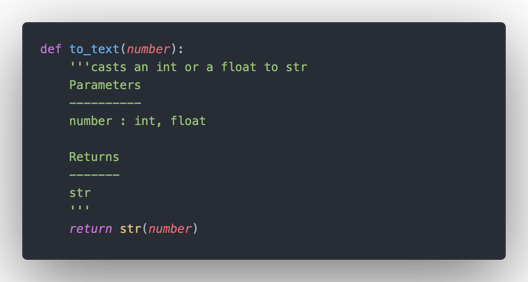 def to_text(number):
    '''casts an int or a float to str
    Parameters
    ----------
    number : int, float

    Returns
    -------
    str
    '''
    return str(number)